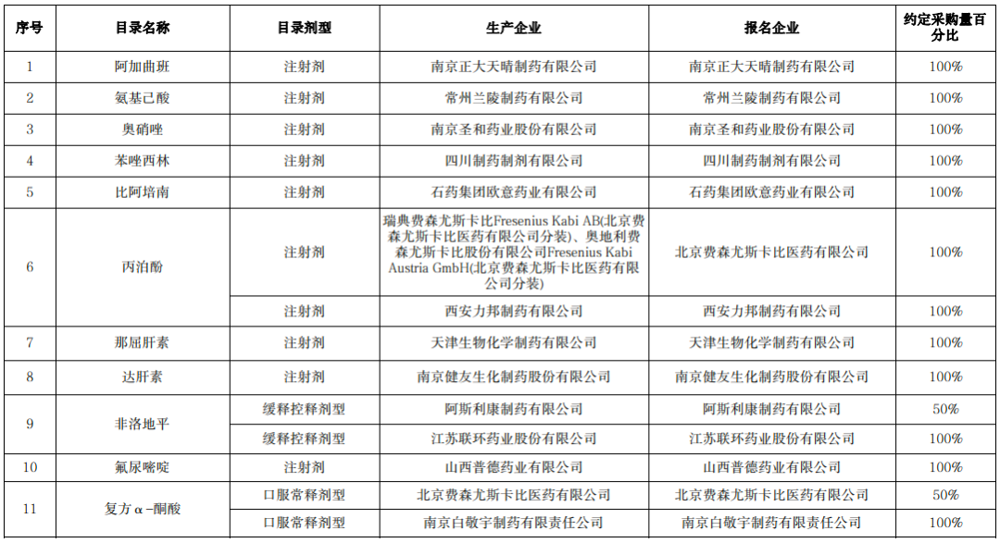 序号 目录名称 目录剂型 生产企业 报名企业 约定采购量百
分比
1 阿加曲班 注射剂 南京正大天晴制药有限公司 南京正大天晴制药有限公司 100%
2 氨基己酸 注射剂 常州兰陵制药有限公司 常州兰陵制药有限公司 100%
3 奥硝唑 注射剂 南京圣和药业股份有限公司 南京圣和药业股份有限公司 100%
4 苯唑西林 注射剂 四川制药制剂有限公司 四川制药制剂有限公司 100%
5 比阿培南 注射剂 石药集团欧意药业有限公司 石药集团欧意药业有限公司 100%
6 丙泊酚 注射剂 瑞典费森尤斯卡比Fresenius Kabi AB(北京费
森尤斯卡比医药有限公司分装)、奥地利费
森尤斯卡比股份有限公司Fresenius Kabi
Austria GmbH(北京费森尤斯卡比医药有限
公司分装) 北京费森尤斯卡比医药有限公司 100%
注射剂 西安力邦制药有限公司 西安力邦制药有限公司 100%
7 那屈肝素 注射剂 天津生物化学制药有限公司 天津生物化学制药有限公司 100%
8 达肝素 注射剂 南京健友生化制药股份有限公司 南京健友生化制药股份有限公司 100%
9 非洛地平 缓释控释剂型 阿斯利康制药有限公司 阿斯利康制药有限公司 50%
缓释控释剂型 江苏联环药业股份有限公司 江苏联环药业股份有限公司 100%
10 氟尿嘧啶 注射剂 山西普德药业有限公司 山西普德药业有限公司 100%
11 复方α-酮酸 口服常释剂型 北京费森尤斯卡比医药有限公司 北京费森尤斯卡比医药有限公司 50%
口服常释剂型 南京白敬宇制药有限责任公司 南京白敬宇制药有限责任公司 100%